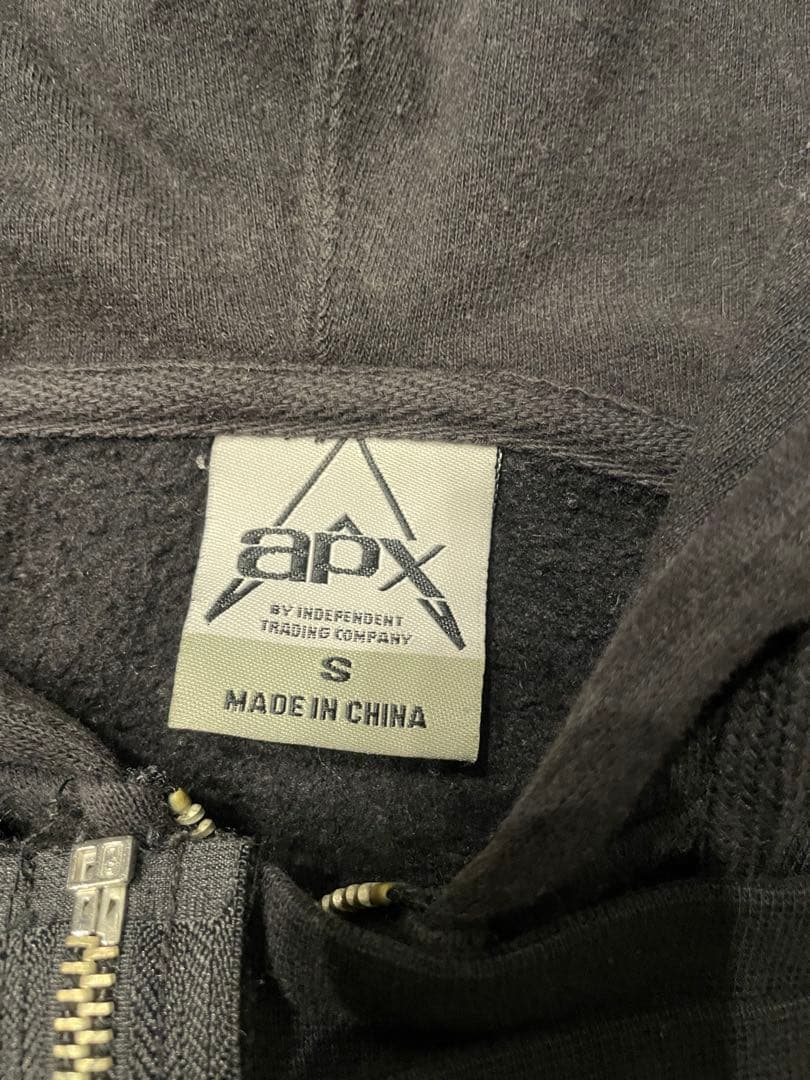 apx
BY INDEPENDENT
TRADING COMPANY
S
MADE IN CHINA